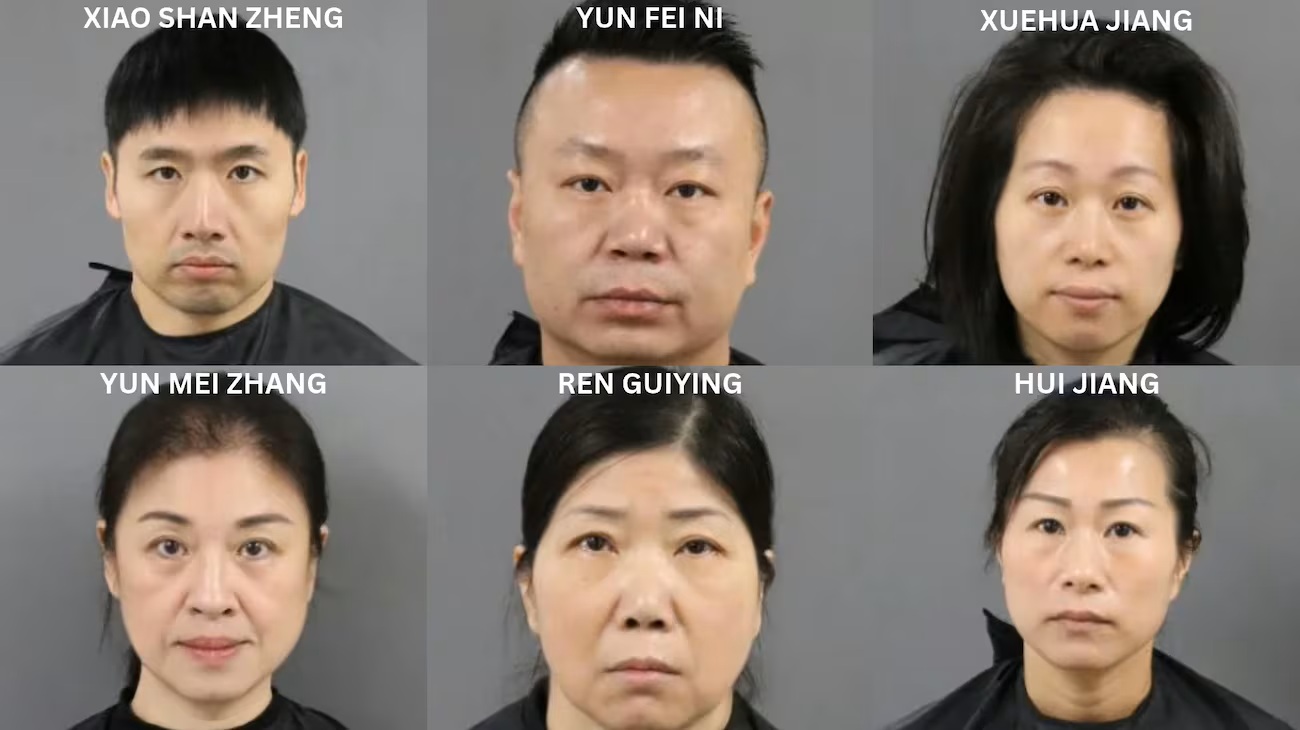 XIAO SHAN ZHENG
YUN FEI NI
XUEHUA JIANG
YUN MEI ZHANG
REN GUIYING
HUI JIANG